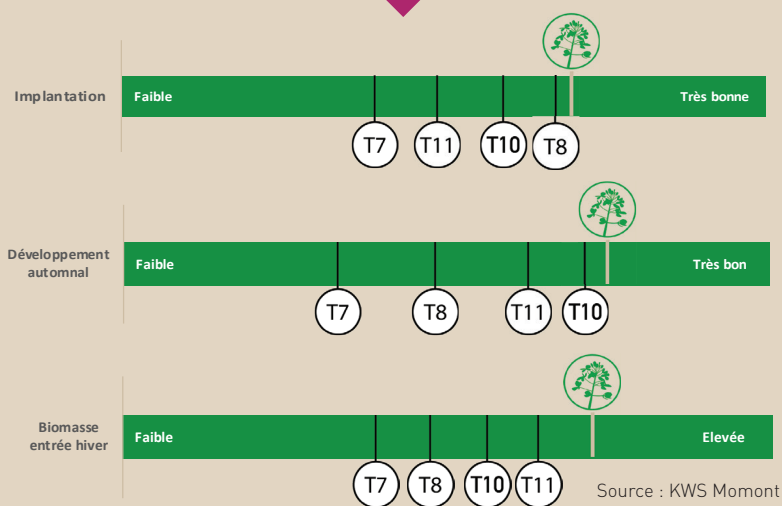 Implantation
Faible
Très bonne
T7
T11
T10
T8
Développement
automnal
Faible
Très bon
T7
T8
T11
T10
Biomasse
entrée hiver
Faible
Elevée
T7
T8
T10
T11
Source : KWS Momont